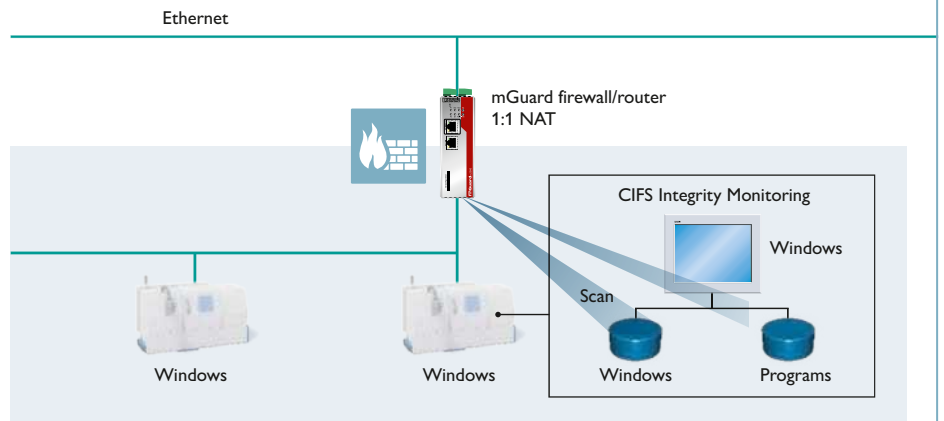 Ethernet
mGuard firewall/router
1:1 NAT
CIFS Integrity Monitoring
Windows
Scan
Windows
Windows
Windows
Programs